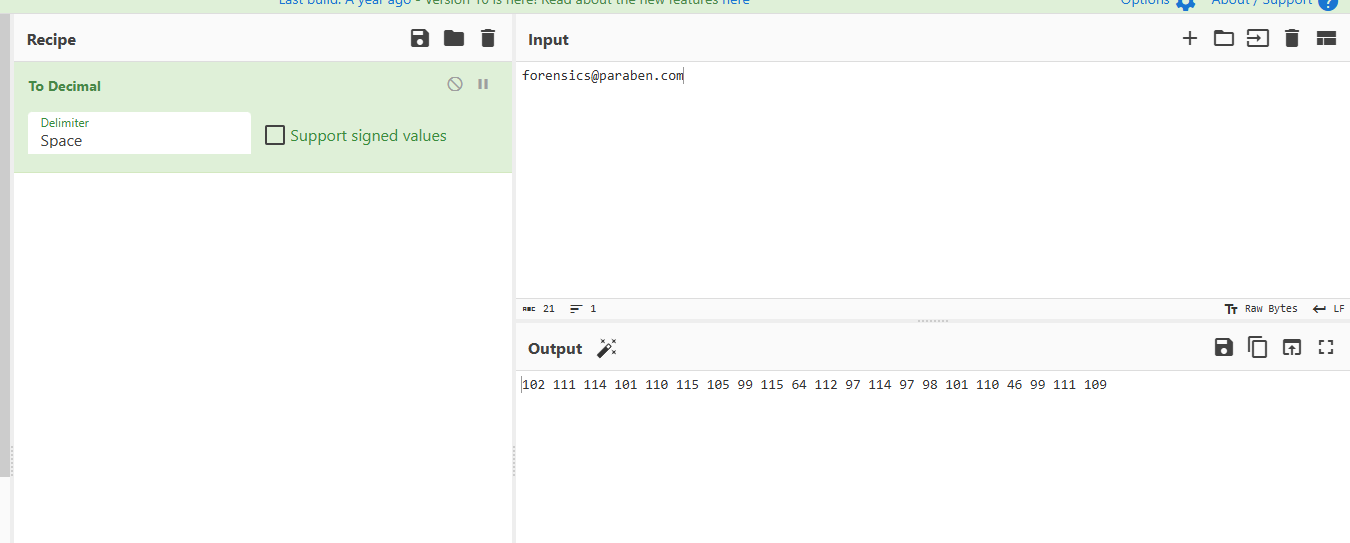 Last build: A year ago - Version 10 is here! Read about the new features here
Options
About / Support
Recipe
To Decimal
Delimiter
Space
Support signed values
Input
forensics@paraben.com
ABC 21
1
Tr Raw Bytes
LF
Output
102 111 114 101 110 115 105 99 115 64 112 97 114 97 98 101 110 46 99 111 109